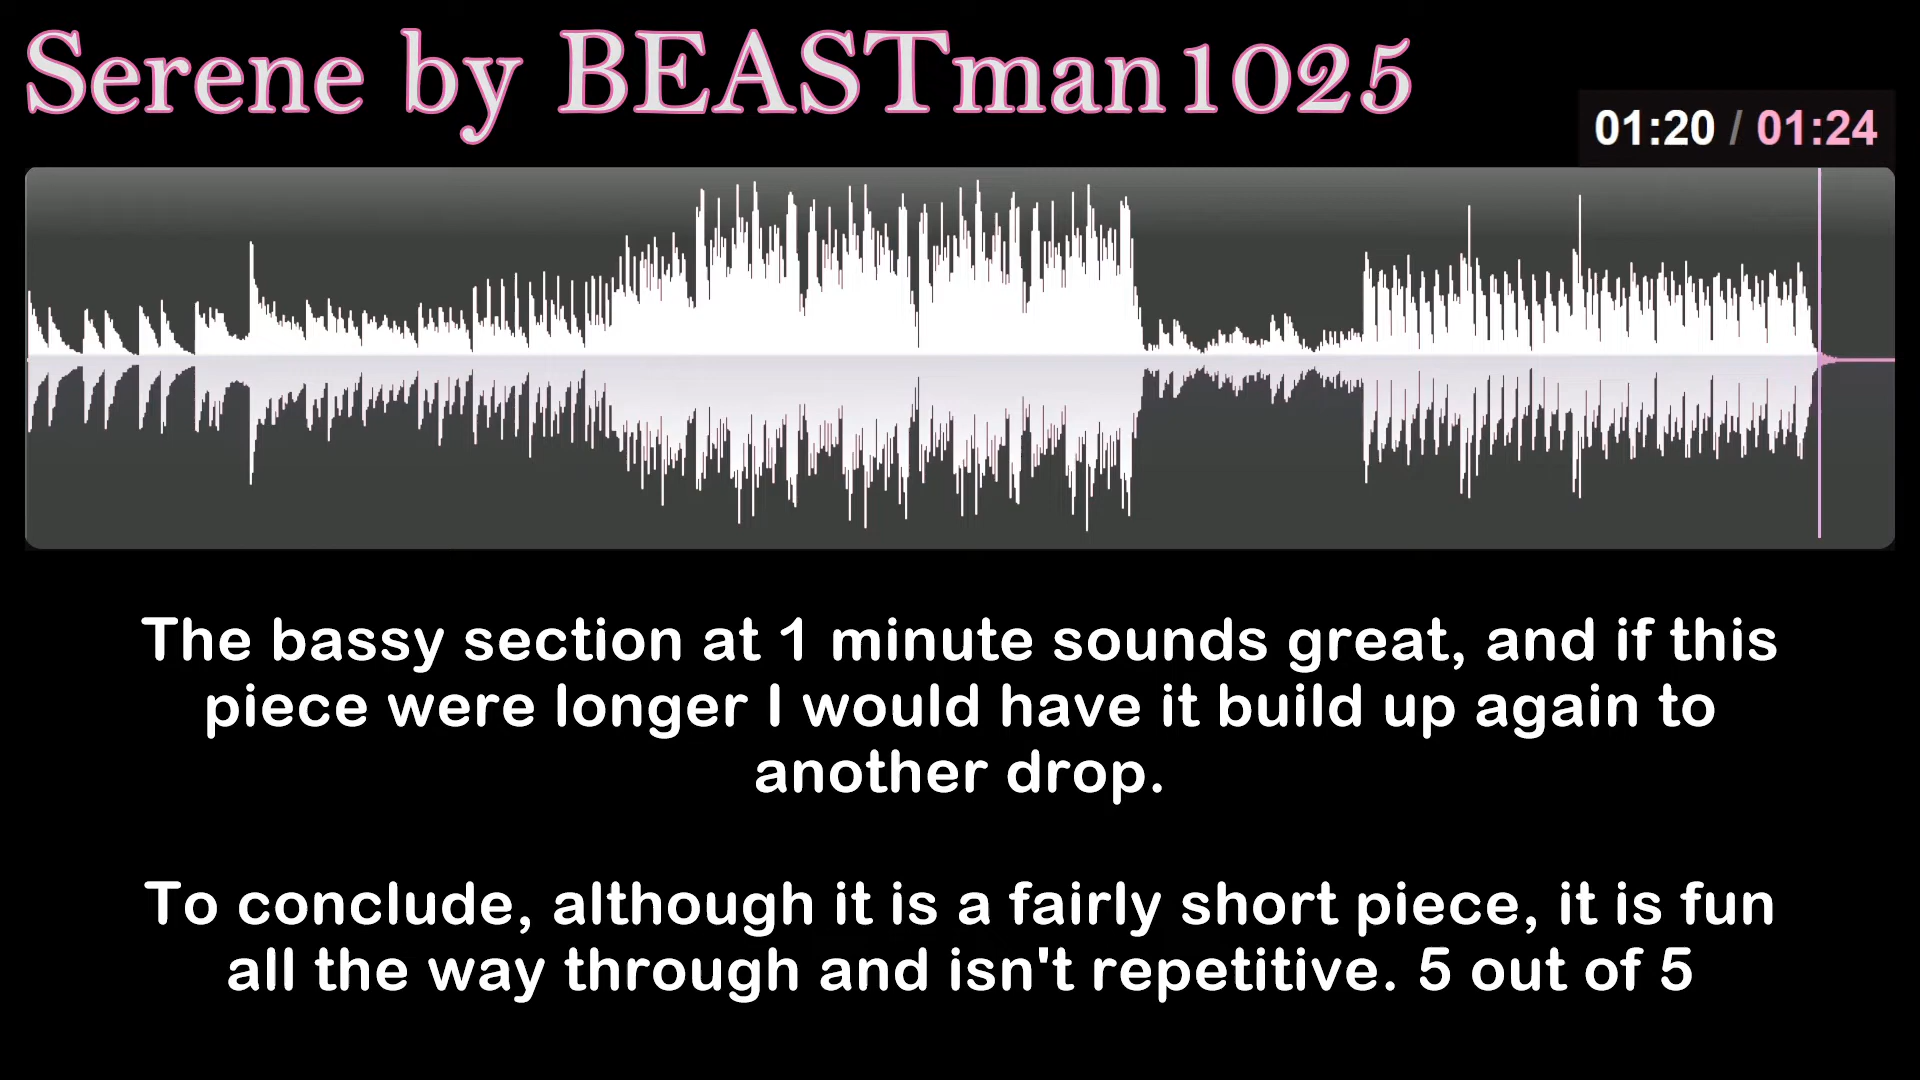 Serene by BEASTman1025
01:20 / 01:24
The bassy section at 1 minute sounds great, and if this
piece were longer I would have it build up again to
another drop.
To conclude, although it is a fairly short piece, it is fun
all the way through and isn't repetitive. 5 out of 5